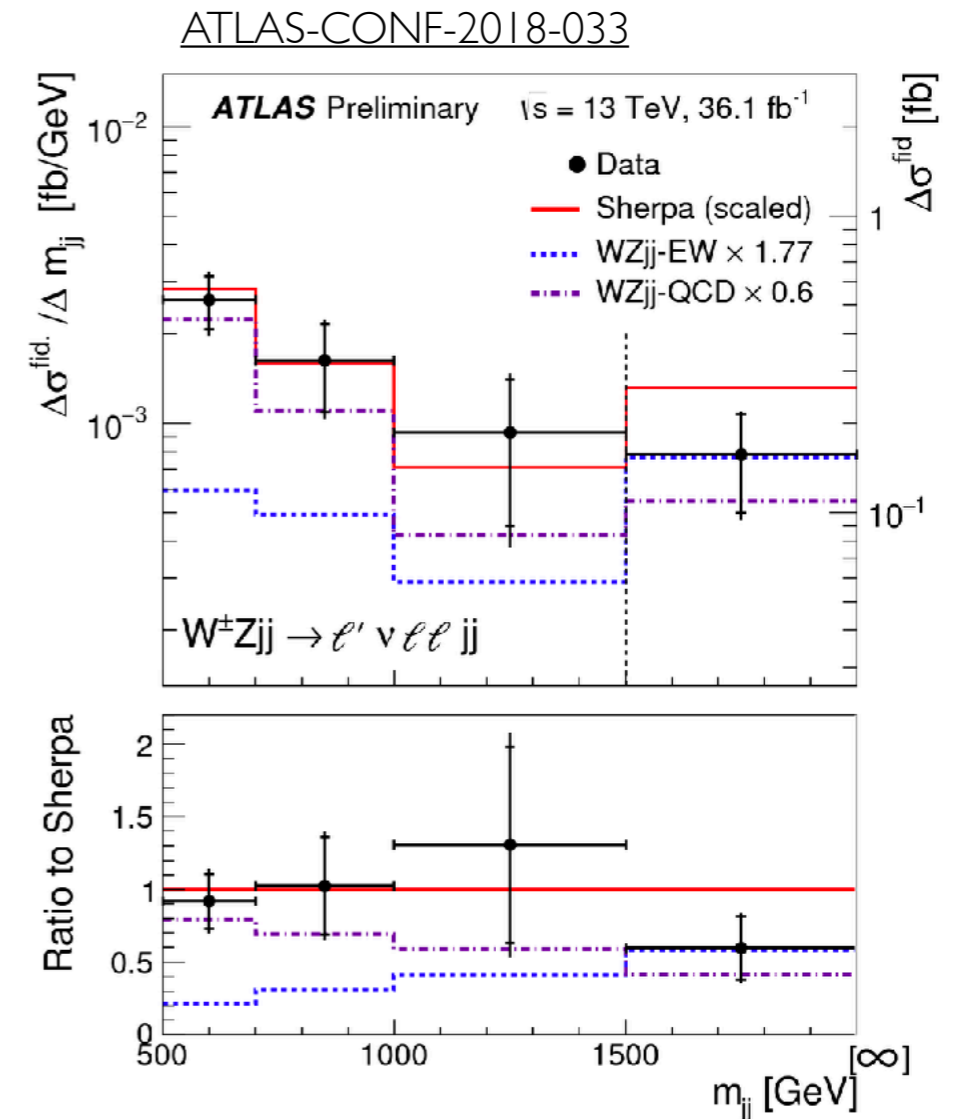 ATLAS-CONF-2018-033
ATLAS Preliminary √s = 13 TeV, 36.1 fb⁻¹
Δσ^fid. /Δ m_jj [fb/GeV]
Δσ^fid [fb]
10⁻²
10⁻³
1
10⁻¹
Data
Sherpa (scaled)
WZjj-EW × 1.77
WZjj-QCD × 0.6
W±Zjj → ℓ′ ν ℓ ℓ jj
Ratio to Sherpa
2
1.5
1
0.5
0
500 1000 1500 [∞]
m_jj [GeV]